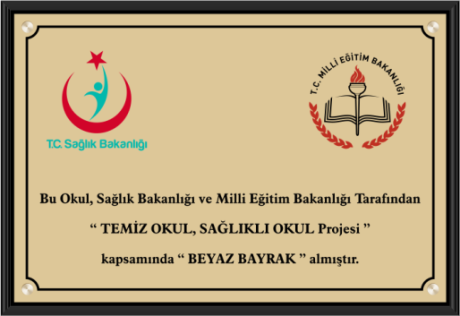 T.C. Sağlık Bakanlığı
T.C. MİLLİ EĞİTİM BAKANLIĞI
Bu Okul, Sağlık Bakanlığı ve Milli Eğitim Bakanlığı Tarafından
“ TEMİZ OKUL, SAĞLIKLI OKUL Projesi ”
kapsamında “ BEYAZ BAYRAK ” almıştır.